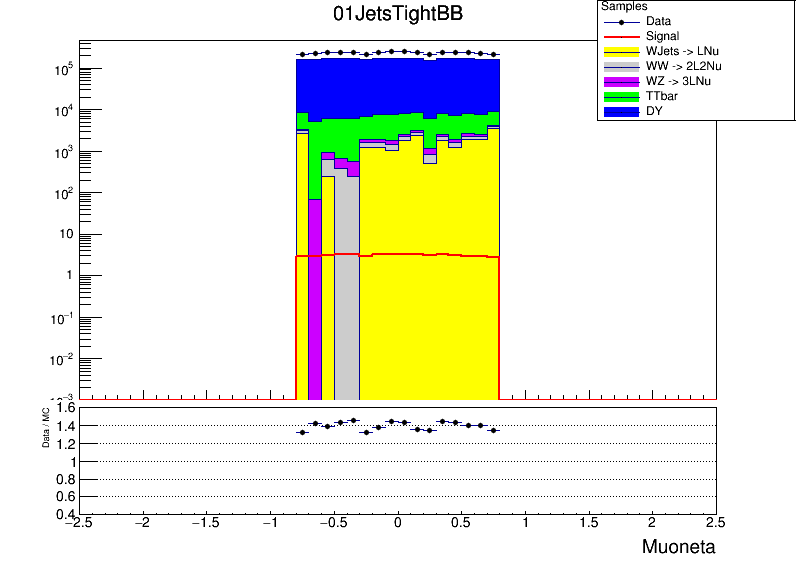 01JetsTightBB
Samples
Data
Signal
WJets -> LNu
WW -> 2L2Nu
WZ -> 3LNu
TTbar
DY
10^5
10^4
10^3
10^2
10
1
10^−1
10^−2
10^−3
Data / MC
1.6
1.4
1.2
1
0.8
0.6
0.4
−2.5 −2 −1.5 −1 −0.5 0 0.5 1 1.5 2 2.5
Muoneta